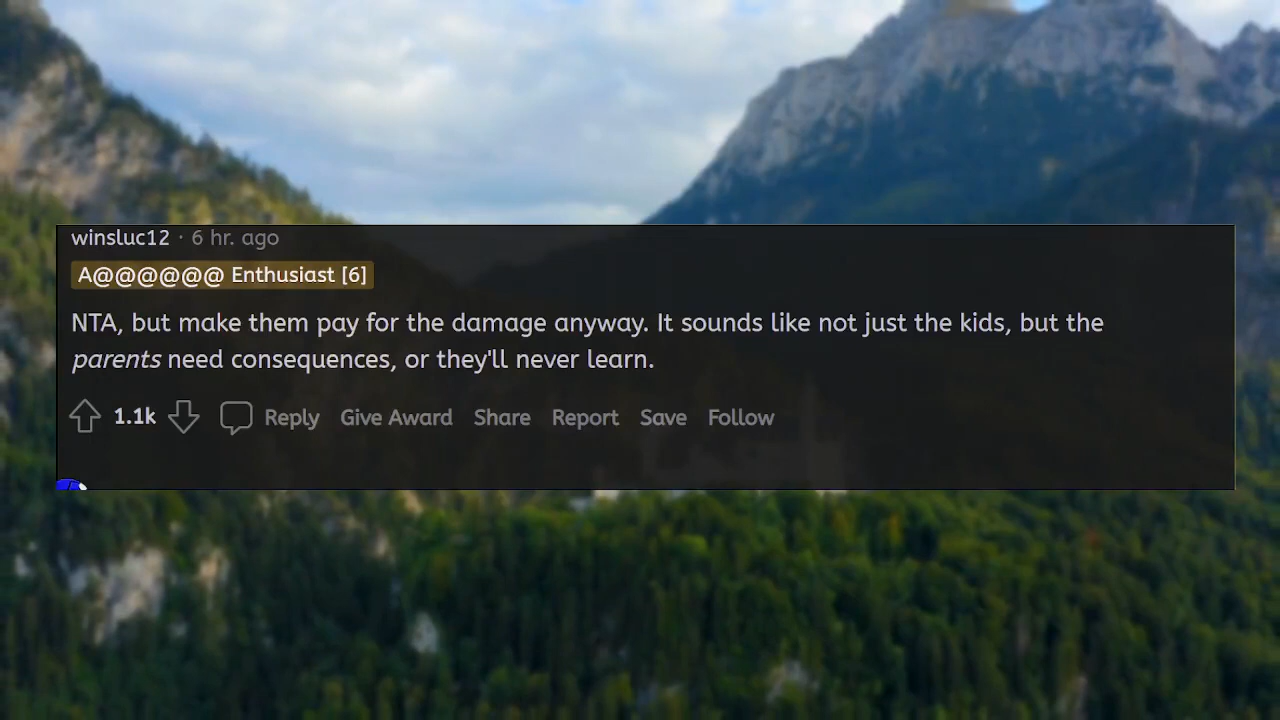 winsluc12 · 6 hr. ago
A@@@@@@ Enthusiast [6]
NTA, but make them pay for the damage anyway. It sounds like not just the kids, but the
parents need consequences, or they'll never learn.
1.1k Reply Give Award Share Report Save Follow